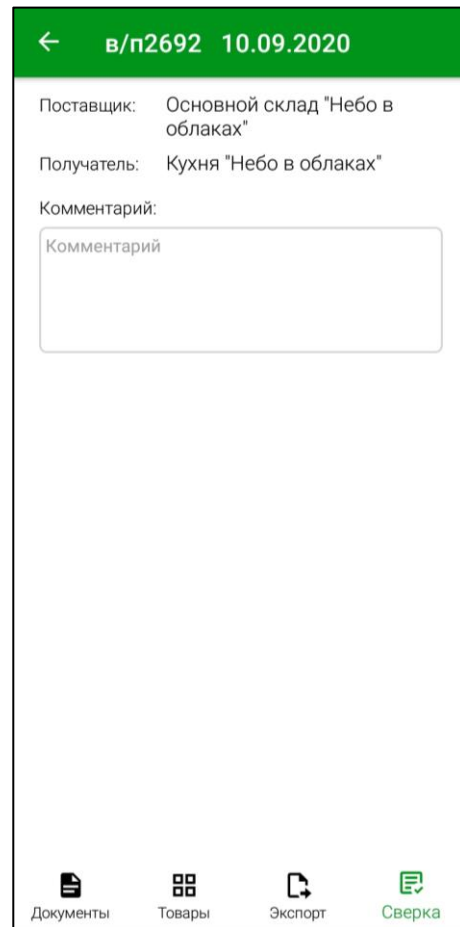 в/п2692 10.09.2020
Поставщик: Основной склад "Небо в
облаках"
Получатель: Кухня "Небо в облаках"
Комментарий:
Комментарий
Документы Товары Экспорт Сверка